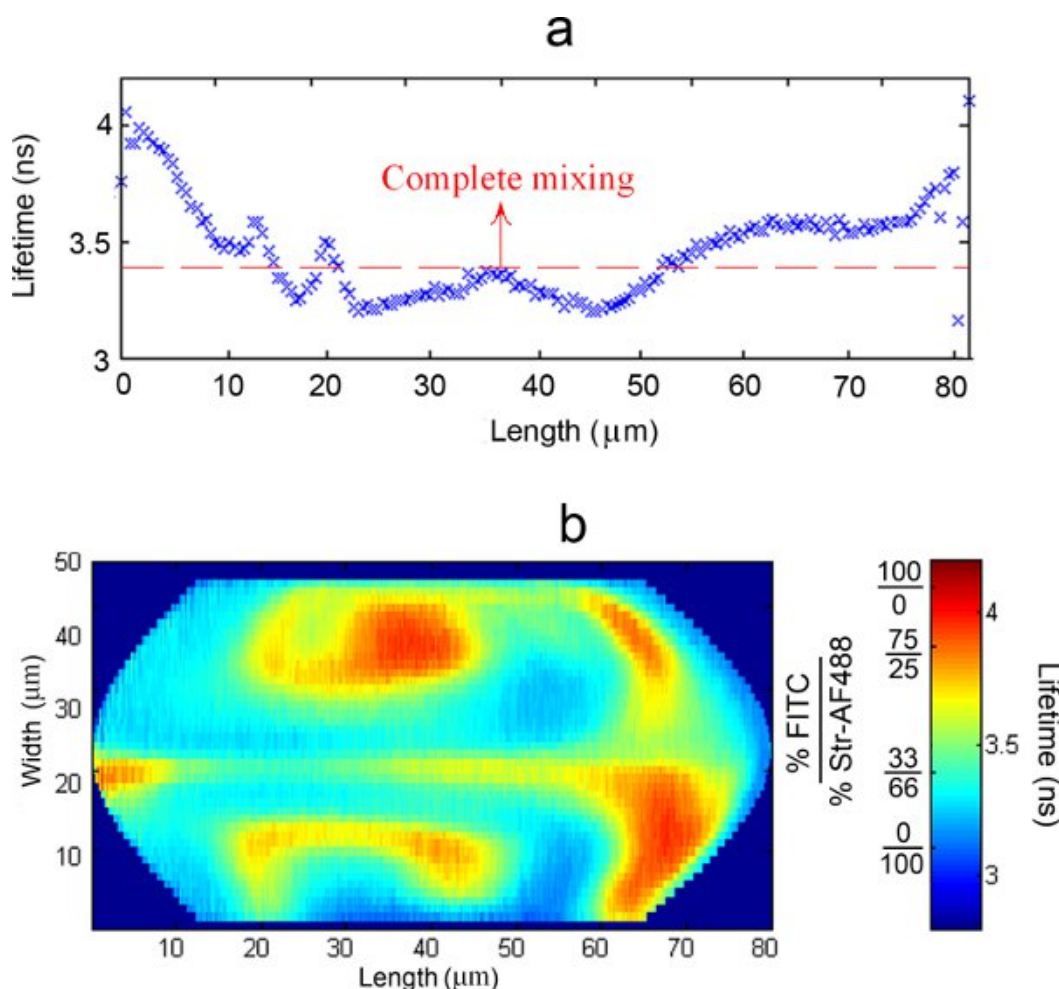 a
Lifetime (ns)
4
3.5
3
Complete mixing
0 10 20 30 40 50 60 70 80
Length (μm)
b
Width (μm)
50
40
30
20
10
10 20 30 40 50 60 70 80
Length (μm)
% FITC
% Str-AF488
100
0
75
25
33
66
0
100
4
3.5
3
Lifetime (ns)